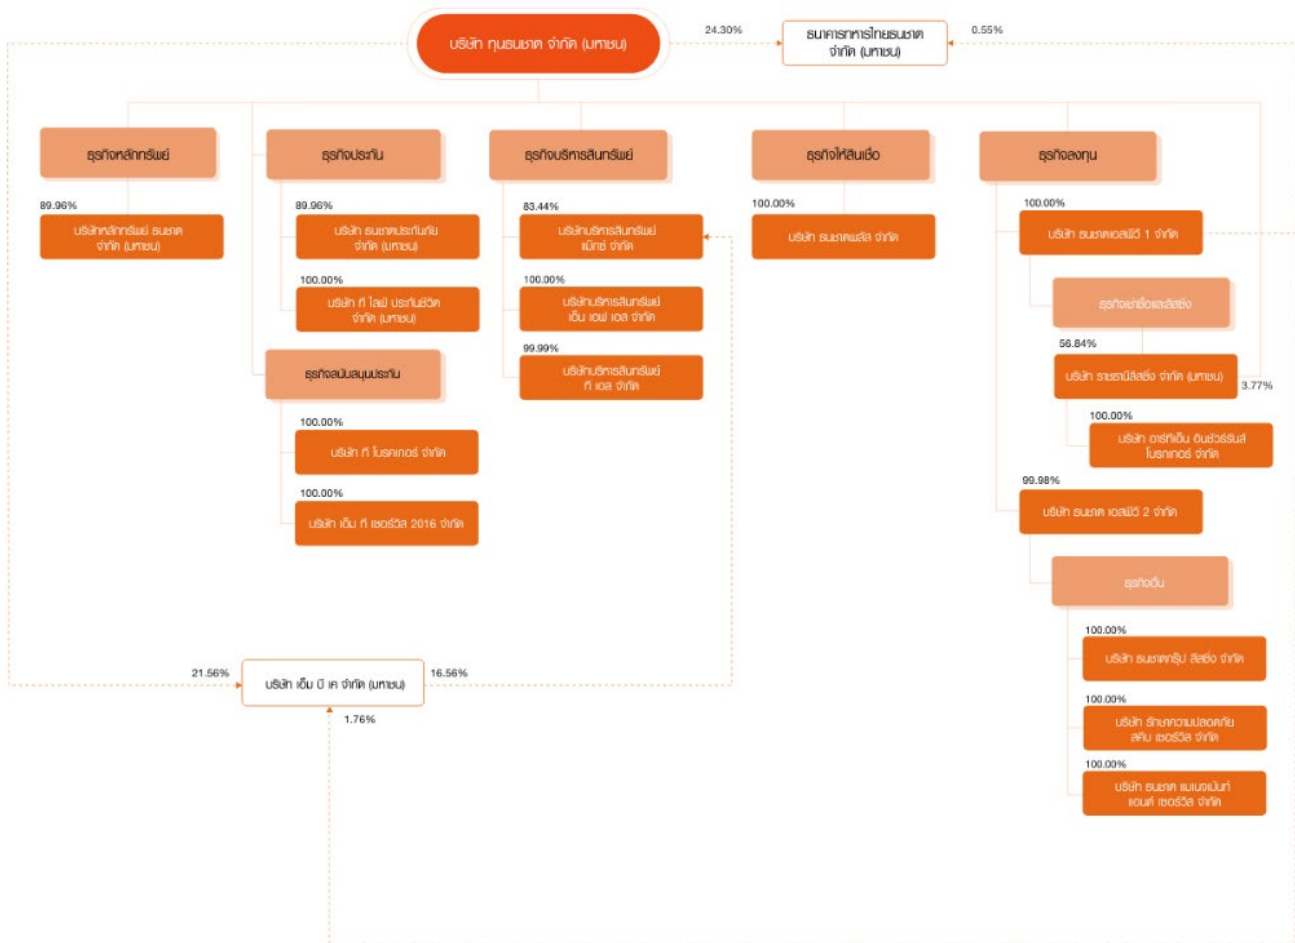 บริษัท ทุนธนชาต จำกัด (มหาชน)
24.30%
ธนาคารทหารไทยธนชาต
จำกัด (มหาชน)
0.55%
ธุรกิจหลักทรัพย์
89.96%
บริษัทหลักทรัพย์ ธนชาต
จำกัด (มหาชน)
ธุรกิจประกัน
89.96%
บริษัท ธนชาตประกันภัย
จำกัด (มหาชน)
100.00%
บริษัท ที ไลฟ์ ประกันชีวิต
จำกัด (มหาชน)
ธุรกิจสนับสนุนประกัน
100.00%
บริษัท ที โบรคเกอร์ จำกัด
100.00%
บริษัท เอ็ม ที เซอร์วิส 2016 จำกัด
ธุรกิจบริหารสินทรัพย์
83.44%
บริษัทบริหารสินทรัพย์
แม๊กซ์ จำกัด
100.00%
บริษัทบริหารสินทรัพย์
เอ็น เอฟ เอส จำกัด
99.99%
บริษัทบริหารสินทรัพย์
ที เอส จำกัด
ธุรกิจให้สินเชื่อ
100.00%
บริษัท ธนชาตพลัส จำกัด
ธุรกิจลงทุน
100.00%
บริษัท ธนชาตเอสพีวี 1 จำกัด
ธุรกิจเช่าซื้อและลีสซิ่ง
56.84%
บริษัท ราชธานีลิสซิ่ง จำกัด (มหาชน)
3.77%
100.00%
บริษัท อาร์ทีเอ็น อินชัวร์รันส์
โบรกเกอร์ จำกัด
99.98%
บริษัท ธนชาต เอสพีวี 2 จำกัด
ธุรกิจอื่น
100.00%
บริษัท ธนชาตกรุ๊ป ลีสซิ่ง จำกัด
100.00%
บริษัท รักษาความปลอดภัย
สคิบ เซอร์วิส จำกัด
100.00%
บริษัท ธนชาต แมเนจเม้นท์
แอนด์ เซอร์วิส จำกัด
21.56%
บริษัท เอ็ม บี เค จำกัด (มหาชน)
16.56%
1.76%